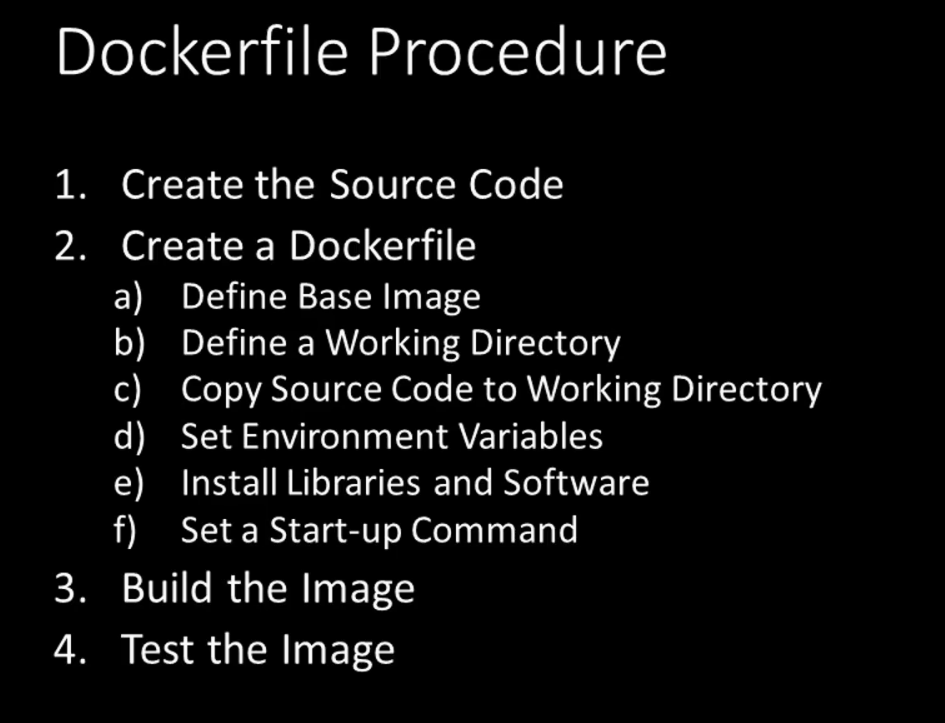 Dockerfile Procedure
1. Create the Source Code
2. Create a Dockerfile
a) Define Base Image
b) Define a Working Directory
c) Copy Source Code to Working Directory
d) Set Environment Variables
e) Install Libraries and Software
f) Set a Start-up Command
3. Build the Image
4. Test the Image